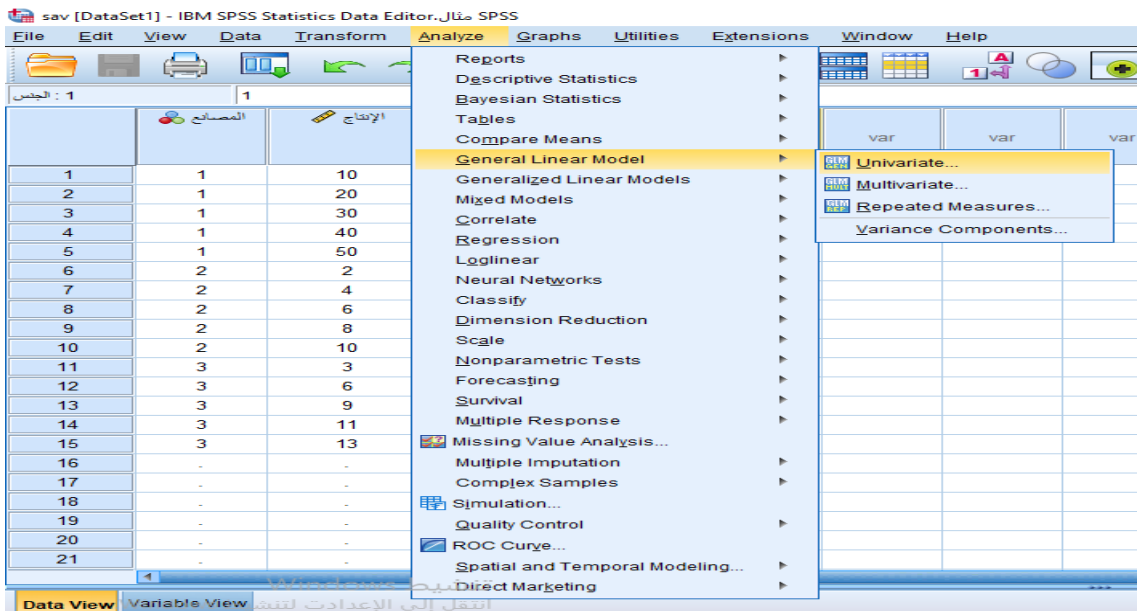 مثال.sav [DataSet1] - IBM SPSS Statistics Data Editor SPSS
File Edit View Data Transform Analyze Graphs Utilities Extensions Window Help
1 : الجنس 1
المصانع الإنتاج var var var
1 1 10
2 1 20
3 1 30
4 1 40
5 1 50
6 2 2
7 2 4
8 2 6
9 2 8
10 2 10
11 3 3
12 3 6
13 3 9
14 3 11
15 3 13
16 . .
17 . .
18 . .
19 . .
20 . .
21 . .
Reports
Descriptive Statistics
Bayesian Statistics
Tables
Compare Means
General Linear Model
Generalized Linear Models
Mixed Models
Correlate
Regression
Loglinear
Neural Networks
Classify
Dimension Reduction
Scale
Nonparametric Tests
Forecasting
Survival
Multiple Response
Missing Value Analysis...
Multiple Imputation
Complex Samples
Simulation...
Quality Control
ROC Curve...
Spatial and Temporal Modeling...
Direct Marketing
Univariate...
Multivariate...
Repeated Measures...
Variance Components...
تنشيط Windows
انتقل إلى الإعدادات لتنش
Data View Variable View